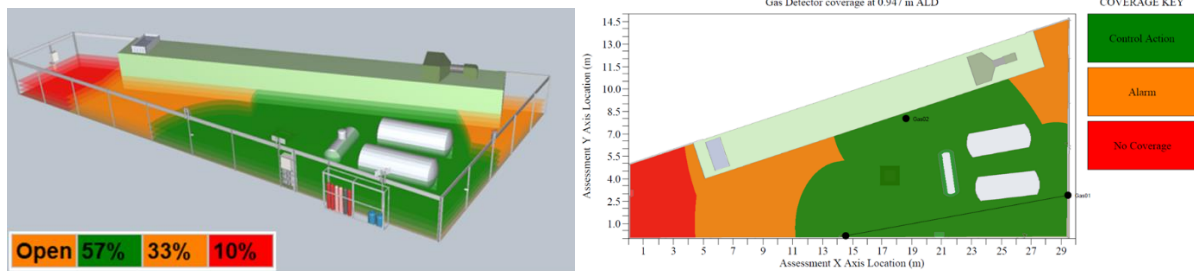 Open 57% 33% 10%
Gas Detector coverage at 0.947 m ALD
COVERAGE KEY
Control Action
Alarm
No Coverage
Assessment Y Axis Location (m)
14.5
13.0
11.5
10.0
8.5
7.0
5.5
4.0
2.5
1.0
Gas02
Gas01
1 3 5 7 9 11 13 15 17 19 21 23 25 27 29
Assessment X Axis Location (m)